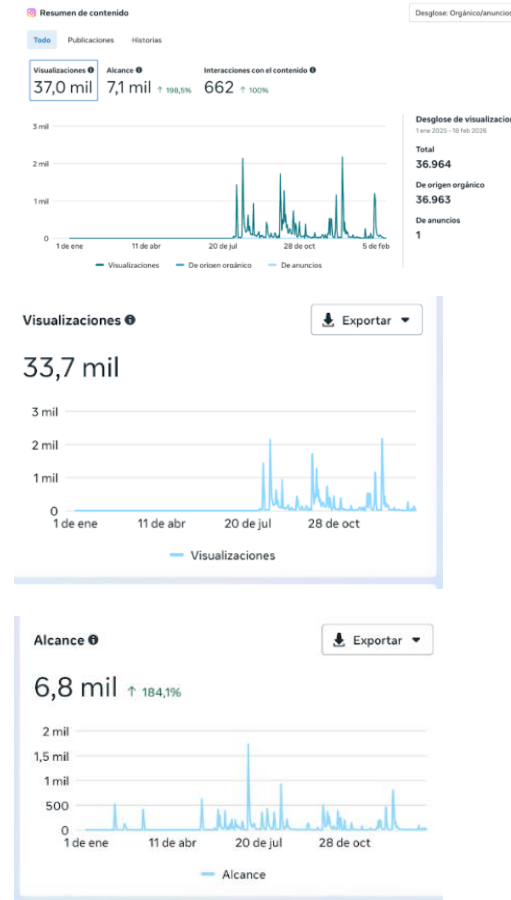 Resumen de contenido
Desglose: Orgánico/anuncios
Todo Publicaciones Historias
Visualizaciones Alcance Interacciones con el contenido
37,0 mil 7,1 mil ↑ 198,5% 662 ↑ 100%
3 mil
2 mil
1 mil
0
1 de ene 11 de abr 20 de jul 28 de oct 5 de feb
Visualizaciones De origen orgánico De anuncios
Desglose de visualizacion
1 ene 2025 - 18 feb 2026
Total
36.964
De origen orgánico
36.963
De anuncios
1
Visualizaciones
Exportar
33,7 mil
3 mil
2 mil
1 mil
0
1 de ene 11 de abr 20 de jul 28 de oct
Visualizaciones
Alcance
Exportar
6,8 mil ↑ 184,1%
2 mil
1,5 mil
1 mil
500
0
1 de ene 11 de abr 20 de jul 28 de oct
Alcance